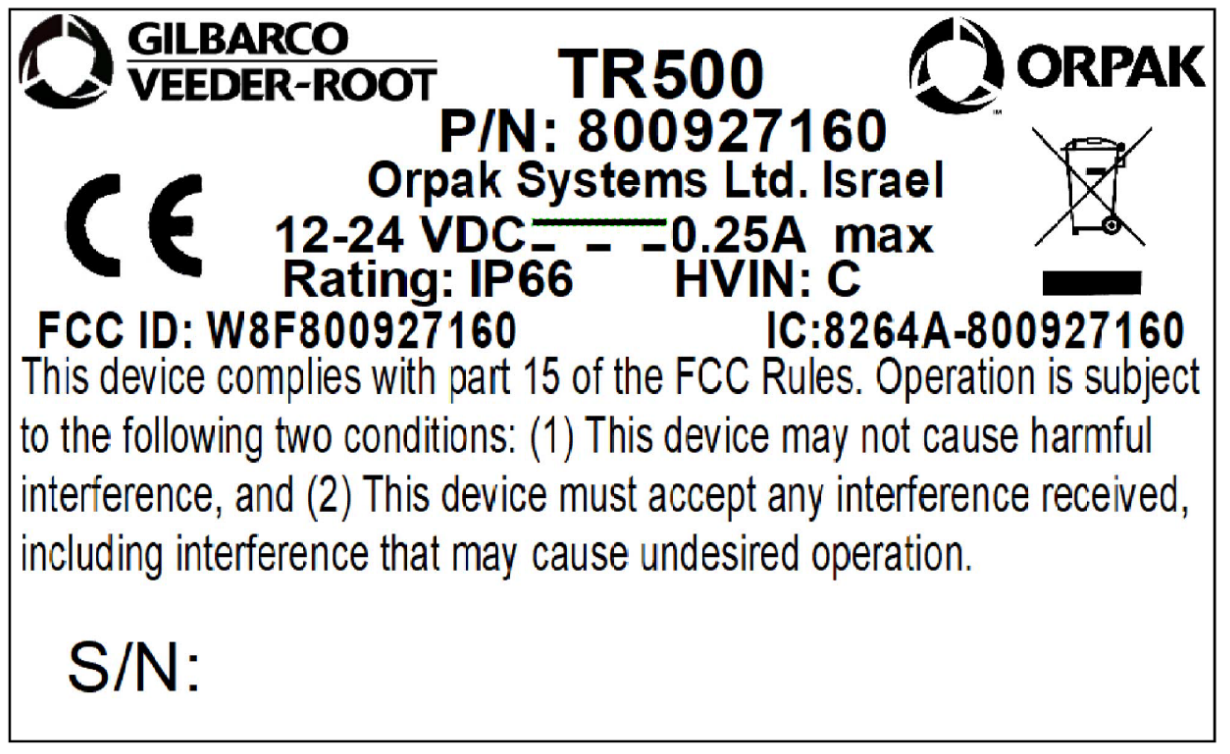 GILBARCO
VEEDER-ROOT
TR500
ORPAK
™
P/N: 800927160
Orpak Systems Ltd. Israel
CE
12-24 VDC⎓0.25A max
Rating: IP66 HVIN: C
FCC ID: W8F800927160 IC:8264A-800927160
This device complies with part 15 of the FCC Rules. Operation is subject
to the following two conditions: (1) This device may not cause harmful
interference, and (2) This device must accept any interference received,
including interference that may cause undesired operation.
S/N: